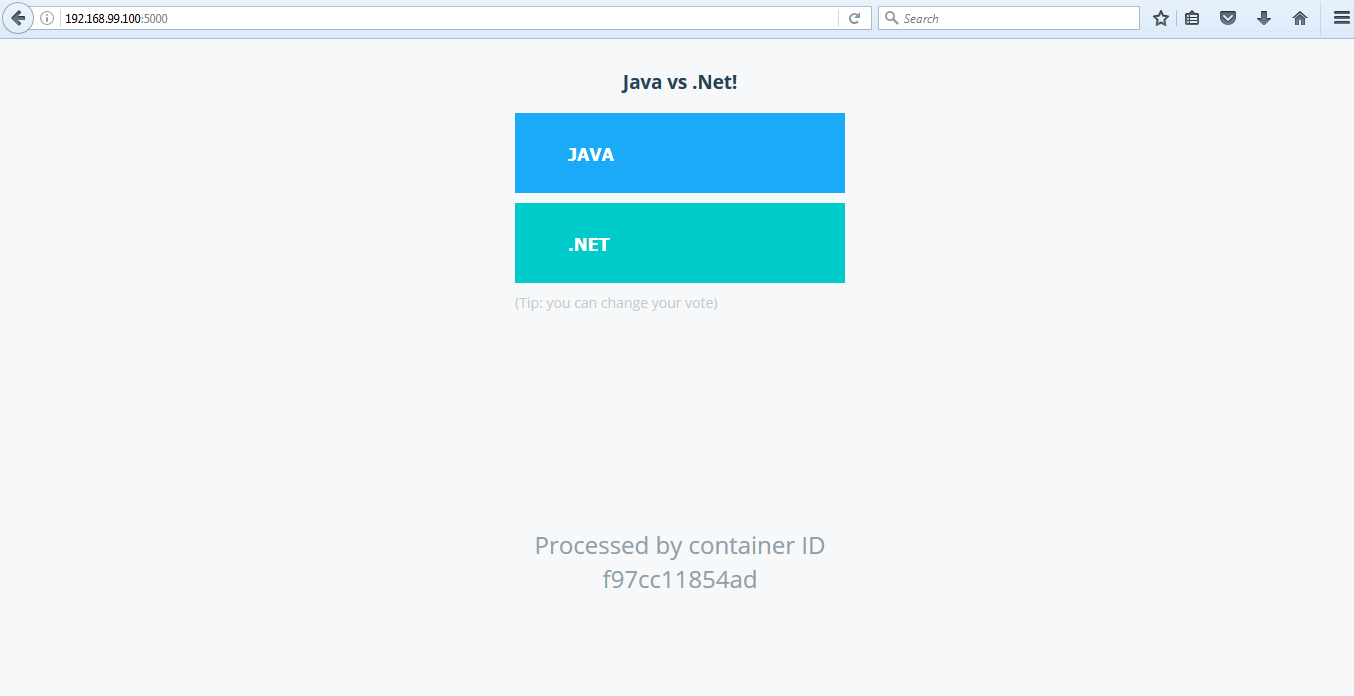 192.168.99.100:5000
Search
Java vs .Net!
JAVA
.NET
(Tip: you can change your vote)
Processed by container ID
f97cc11854ad